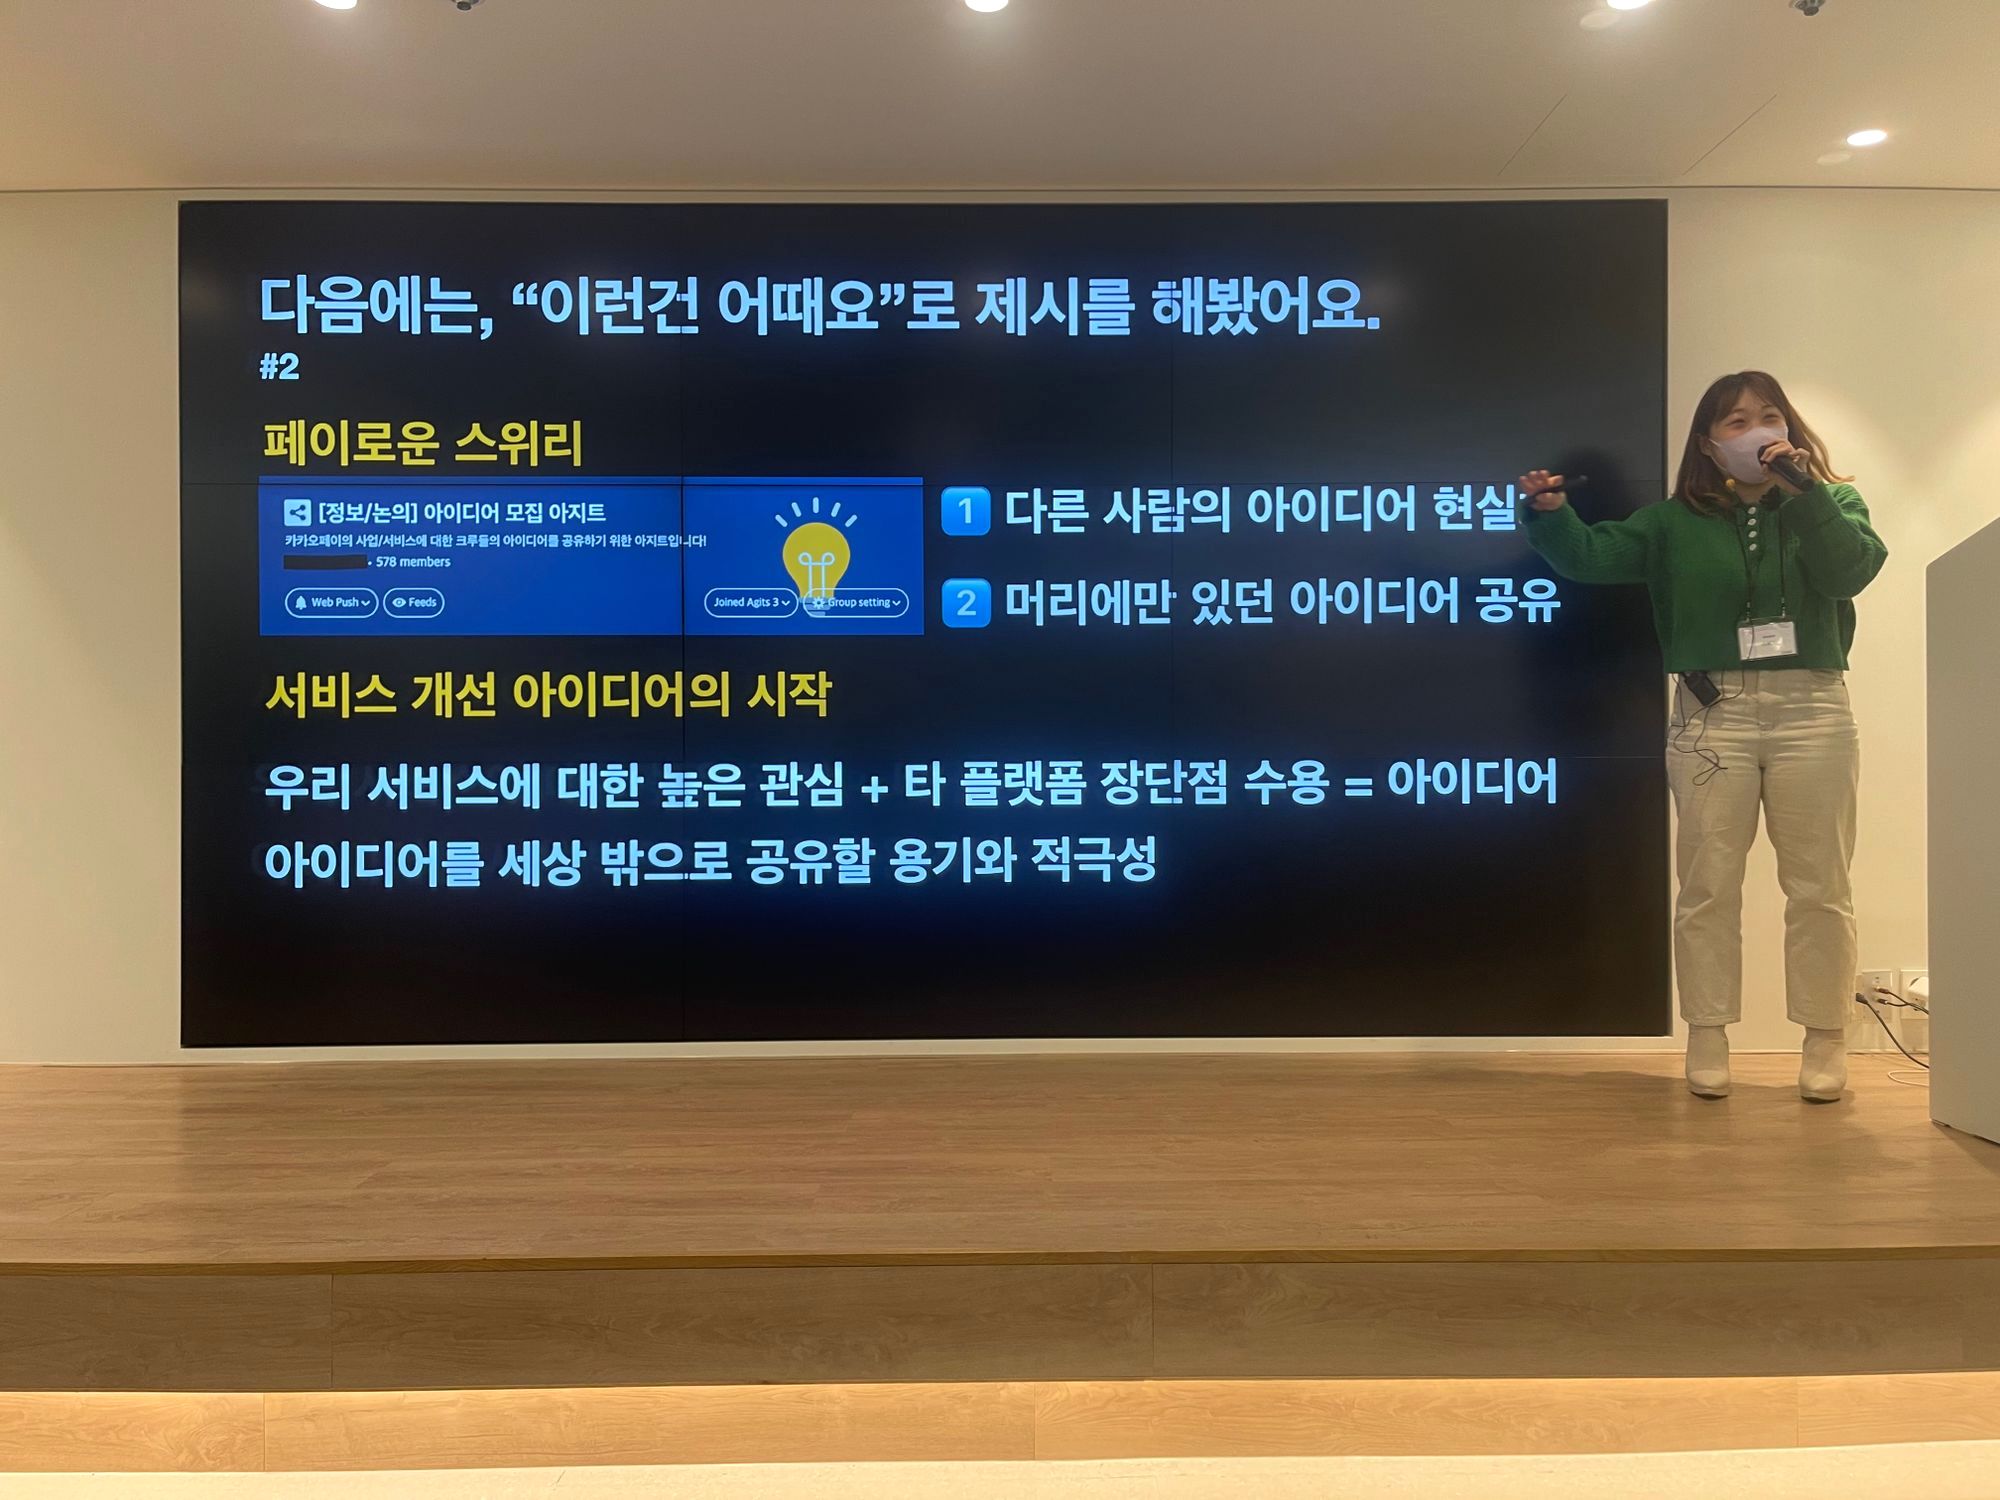 다음에는, “이런건 어때요”로 제시를 해봤어요.
#2
페이로운 스위리
[정보/논의] 아이디어 모집 아지트
카카오페이의 사업/서비스에 대한 크루들의 아이디어를 공유하기 위한 아지트입니다!
· 578 members
Web Push
Feeds
Joined Agits 3
Group setting
1 다른 사람의 아이디어
2 머리에만 있던 아이디어 공유
서비스 개선 아이디어의 시작
우리 서비스에 대한 높은 관심 + 타 플랫폼 장단점 수용 = 아이디어
아이디어를 세상 밖으로 공유할 용기와 적극성